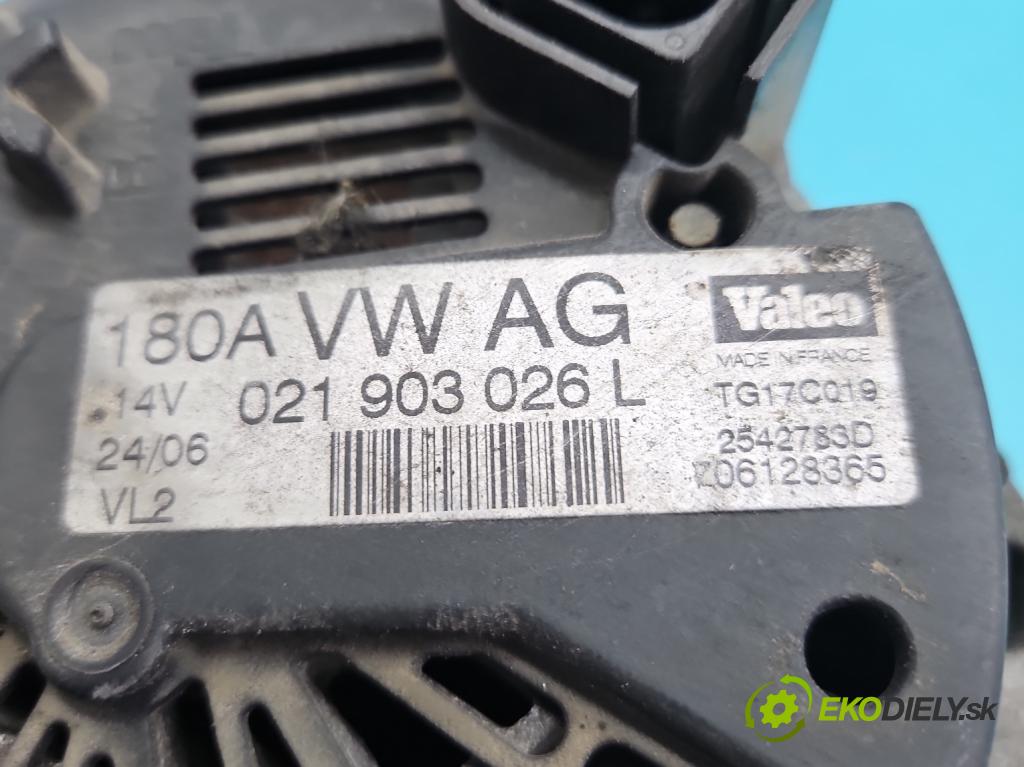 180A VW AG
14V 021 903 026 L
24/06
VL2
Valeo
MADE IN FRANCE
TG17C019
2542783D
Z06128365
EKODIELY.sk